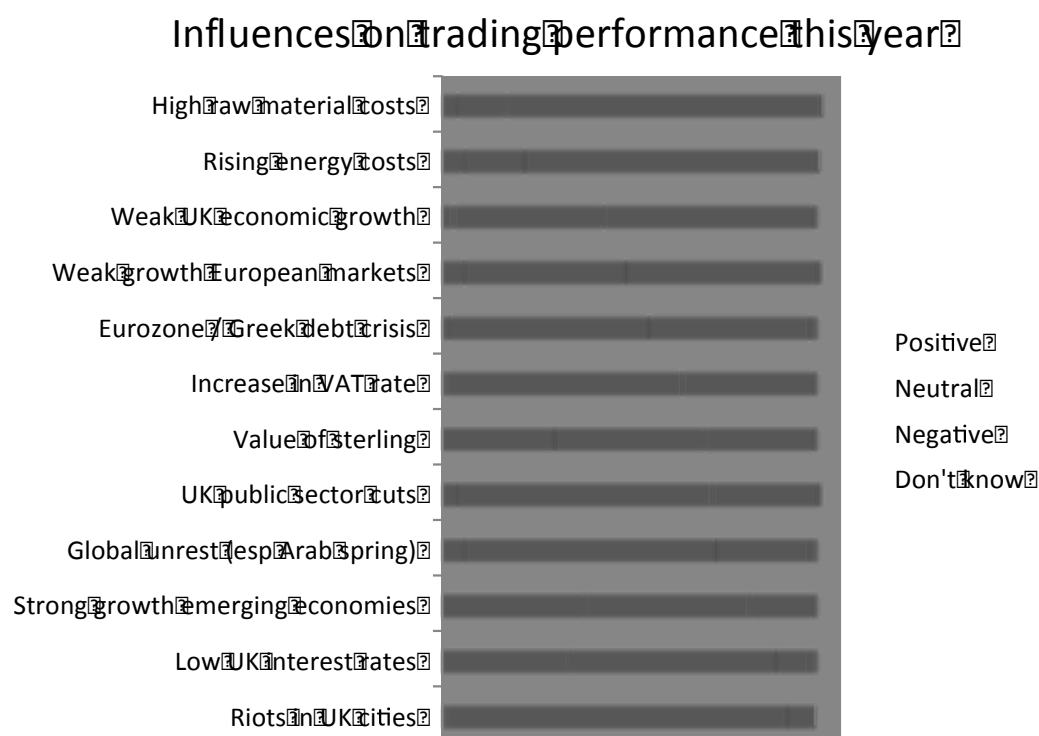 Influences on trading performance this year
High raw material costs
Rising energy costs
Weak UK economic growth
Weak growth European markets
Eurozone / Greek debt crisis
Increase in VAT rate
Value of sterling
UK public sector cuts
Global unrest (esp Arab spring)
Strong growth emerging economies
Low UK interest rates
Riots in UK cities
Positive
Neutral
Negative
Don't know